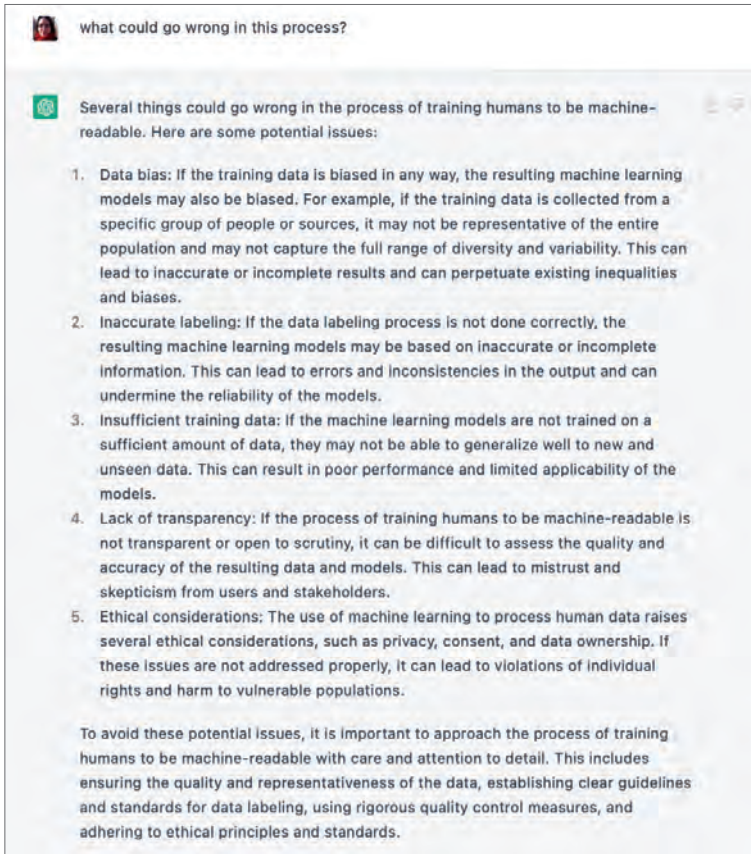 what could go wrong in this process?
Several things could go wrong in the process of training humans to be machine-
readable. Here are some potential issues:
1. Data bias: If the training data is biased in any way, the resulting machine learning
models may also be biased. For example, if the training data is collected from a
specific group of people or sources, it may not be representative of the entire
population and may not capture the full range of diversity and variability. This can
lead to inaccurate or incomplete results and can perpetuate existing inequalities
and biases.
2. Inaccurate labeling: If the data labeling process is not done correctly, the
resulting machine learning models may be based on inaccurate or incomplete
information. This can lead to errors and inconsistencies in the output and can
undermine the reliability of the models.
3. Insufficient training data: If the machine learning models are not trained on a
sufficient amount of data, they may not be able to generalize well to new and
unseen data. This can result in poor performance and limited applicability of the
models.
4. Lack of transparency: If the process of training humans to be machine-readable is
not transparent or open to scrutiny, it can be difficult to assess the quality and
accuracy of the resulting data and models. This can lead to mistrust and
skepticism from users and stakeholders.
5. Ethical considerations: The use of machine learning to process human data raises
several ethical considerations, such as privacy, consent, and data ownership. If
these issues are not addressed properly, it can lead to violations of individual
rights and harm to vulnerable populations.
To avoid these potential issues, it is important to approach the process of training
humans to be machine-readable with care and attention to detail. This includes
ensuring the quality and representativeness of the data, establishing clear guidelines
and standards for data labeling, using rigorous quality control measures, and
adhering to ethical principles and standards.